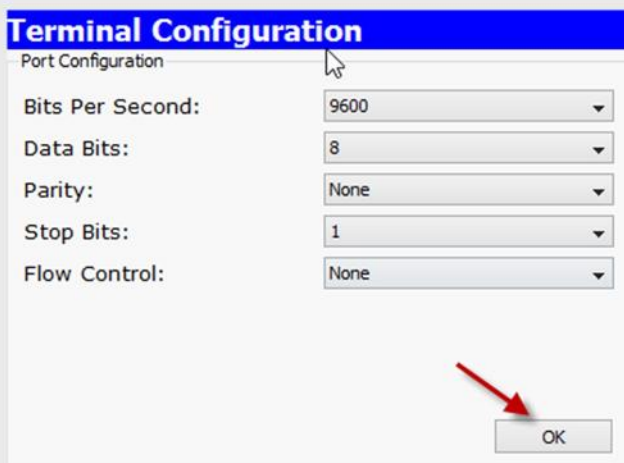 Terminal Configuration
Port Configuration
Bits Per Second: 9600
Data Bits: 8
Parity: None
Stop Bits: 1
Flow Control: None
OK